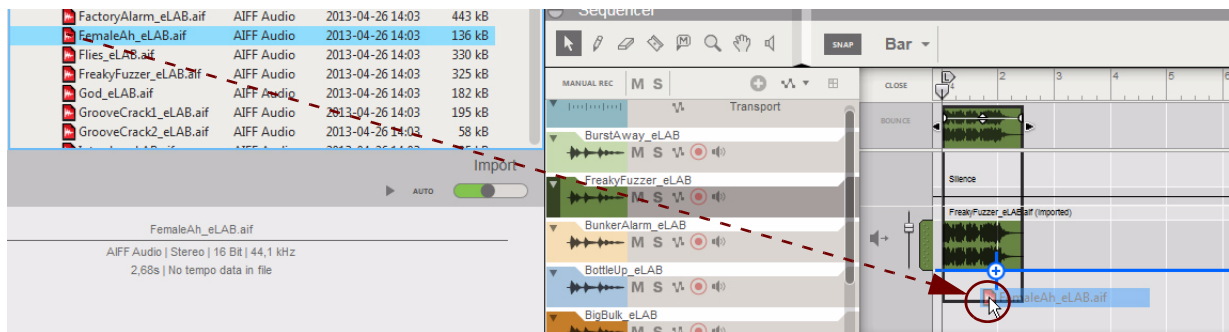 FactoryAlarm_eLAB.aif AIFF Audio 2013-04-26 14:03 443 kB
FemaleAh_eLAB.aif AIFF Audio 2013-04-26 14:03 136 kB
Flies_eLAB.aif AIFF Audio 2013-04-26 14:03 330 kB
FreakyFuzzer_eLAB.aif AIFF Audio 2013-04-26 14:03 325 kB
God_eLAB.aif AIFF Audio 2013-04-26 14:03 182 kB
GrooveCrack1_eLAB.aif AIFF Audio 2013-04-26 14:03 195 kB
GrooveCrack2_eLAB.aif AIFF Audio 2013-04-26 14:03 58 kB
Import
AUTO
FemaleAh_eLAB.aif
AIFF Audio | Stereo | 16 Bit | 44,1 kHz
2,68s | No tempo data in file
Sequencer
SNAP Bar
MANUAL REC M S
Transport
BurstAway_eLAB
M S
FreakyFuzzer_eLAB
M S
BunkerAlarm_eLAB
M S
BottleUp_eLAB
M S
BigBulk_eLAB
M S
CLOSE L 2 3 4 5 6
4
BOUNCE
Silence
FreakyFuzzer_eLAB.aif (Imported)
FemaleAh_eLAB.aif